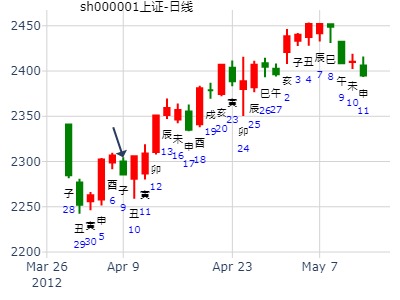 sh000001上证-日线
2450
2400
2350
2300
2250
2200
子
28
丑
29
寅
30
申
5
酉
6
子
9
丑
10
寅
11
卯
12
辰
13
未
16
申
17
酉
18
戌
19
亥
20
寅
23
卯
24
辰
25
巳
26
午
27
亥
2
子
3
丑
4
辰
7
巳
8
午
9
未
10
申
11
Mar 26
2012
Apr 9
Apr 23
May 7